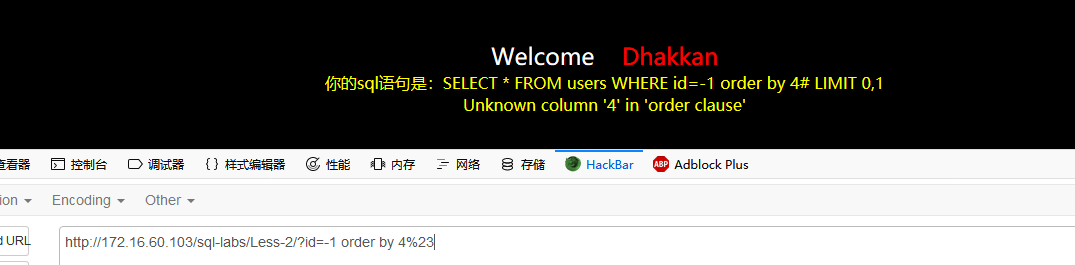 Welcome Dhakkan
你的sql语句是：SELECT * FROM users WHERE id=-1 order by 4# LIMIT 0,1
Unknown column '4' in 'order clause'
查看器 控制台 调试器 {} 样式编辑器 性能 内存 网络 存储 HackBar ABP Adblock Plus
ion Encoding Other
d URL http://172.16.60.103/sql-labs/Less-2/?id=-1 order by 4%23